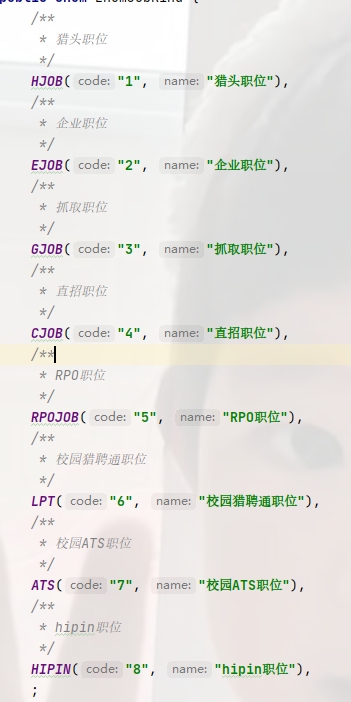 /**
* 猎头职位
*/
HJOB( code: "1", name: "猎头职位"),
/**
* 企业职位
*/
EJOB( code: "2", name: "企业职位"),
/**
* 抓取职位
*/
GJOB( code: "3", name: "抓取职位"),
/**
* 直招职位
*/
CJOB( code: "4", name: "直招职位"),
/**
* RPO职位
*/
RPOJOB( code: "5", name: "RPO职位"),
/**
* 校园猎聘通职位
*/
LPT( code: "6", name: "校园猎聘通职位"),
/**
* 校园ATS职位
*/
ATS( code: "7", name: "校园ATS职位"),
/**
* hipin职位
*/
HIPIN( code: "8", name: "hipin职位"),
;